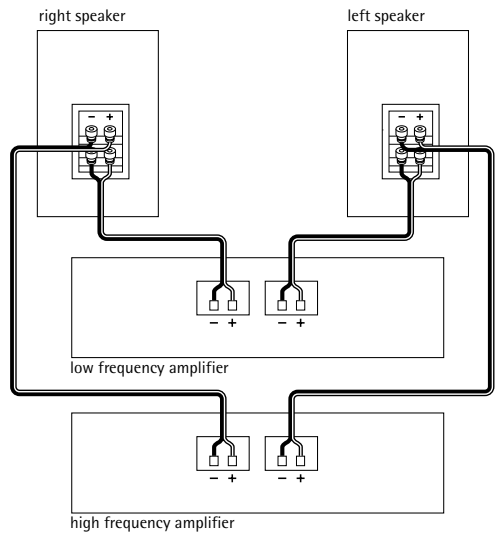 right speaker
left speaker
– +
– +
– +
– +
low frequency amplifier
– +
– +
high frequency amplifier